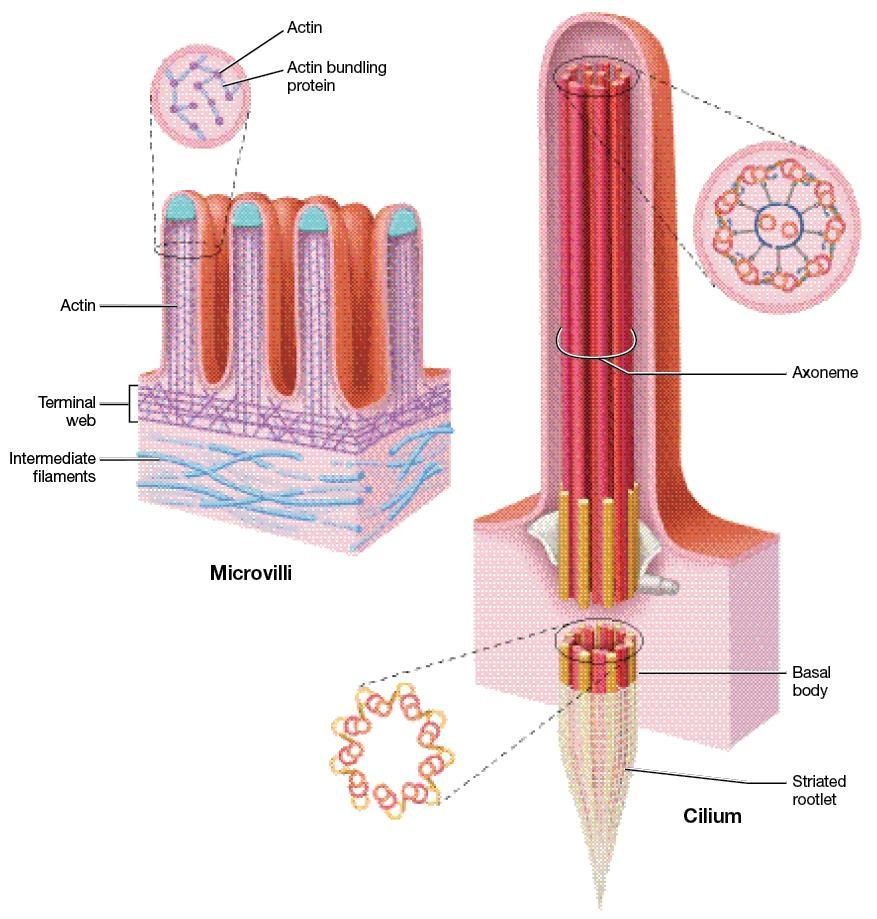 Actin
Actin bundling
protein
Actin
Terminal
web
Intermediate
filaments
Microvilli
Axoneme
Basal
body
Striated
rootlet
Cilium